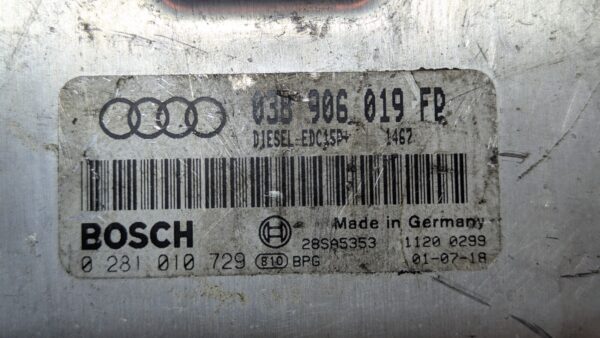 038 906 019 FP
DIESEL-EDC15P+ 1467
BOSCH
Made in Germany
28SA5353 1120 0299
0 281 010 729 810 BPG 01-07-18